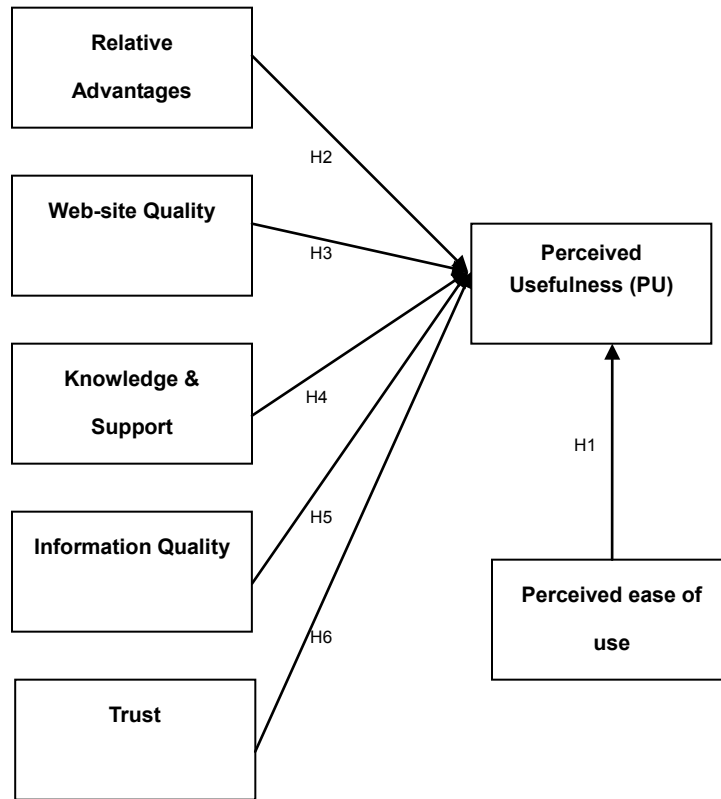 Relative
Advantages
H2
Web-site Quality
H3
Perceived
Usefulness (PU)
Knowledge &
Support
H4
H1
Information Quality
H5
Perceived ease of
use
H6
Trust